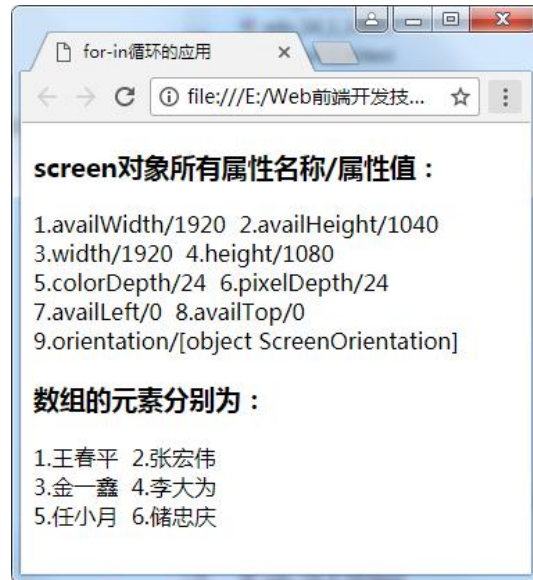 for-in循环的应用
file:///E:/Web前端开发技...
screen对象所有属性名称/属性值：
1.availWidth/1920 2.availHeight/1040
3.width/1920 4.height/1080
5.colorDepth/24 6.pixelDepth/24
7.availLeft/0 8.availTop/0
9.orientation/[object ScreenOrientation]
数组的元素分别为：
1.王春平 2.张宏伟
3.金一鑫 4.李大为
5.任小月 6.储忠庆